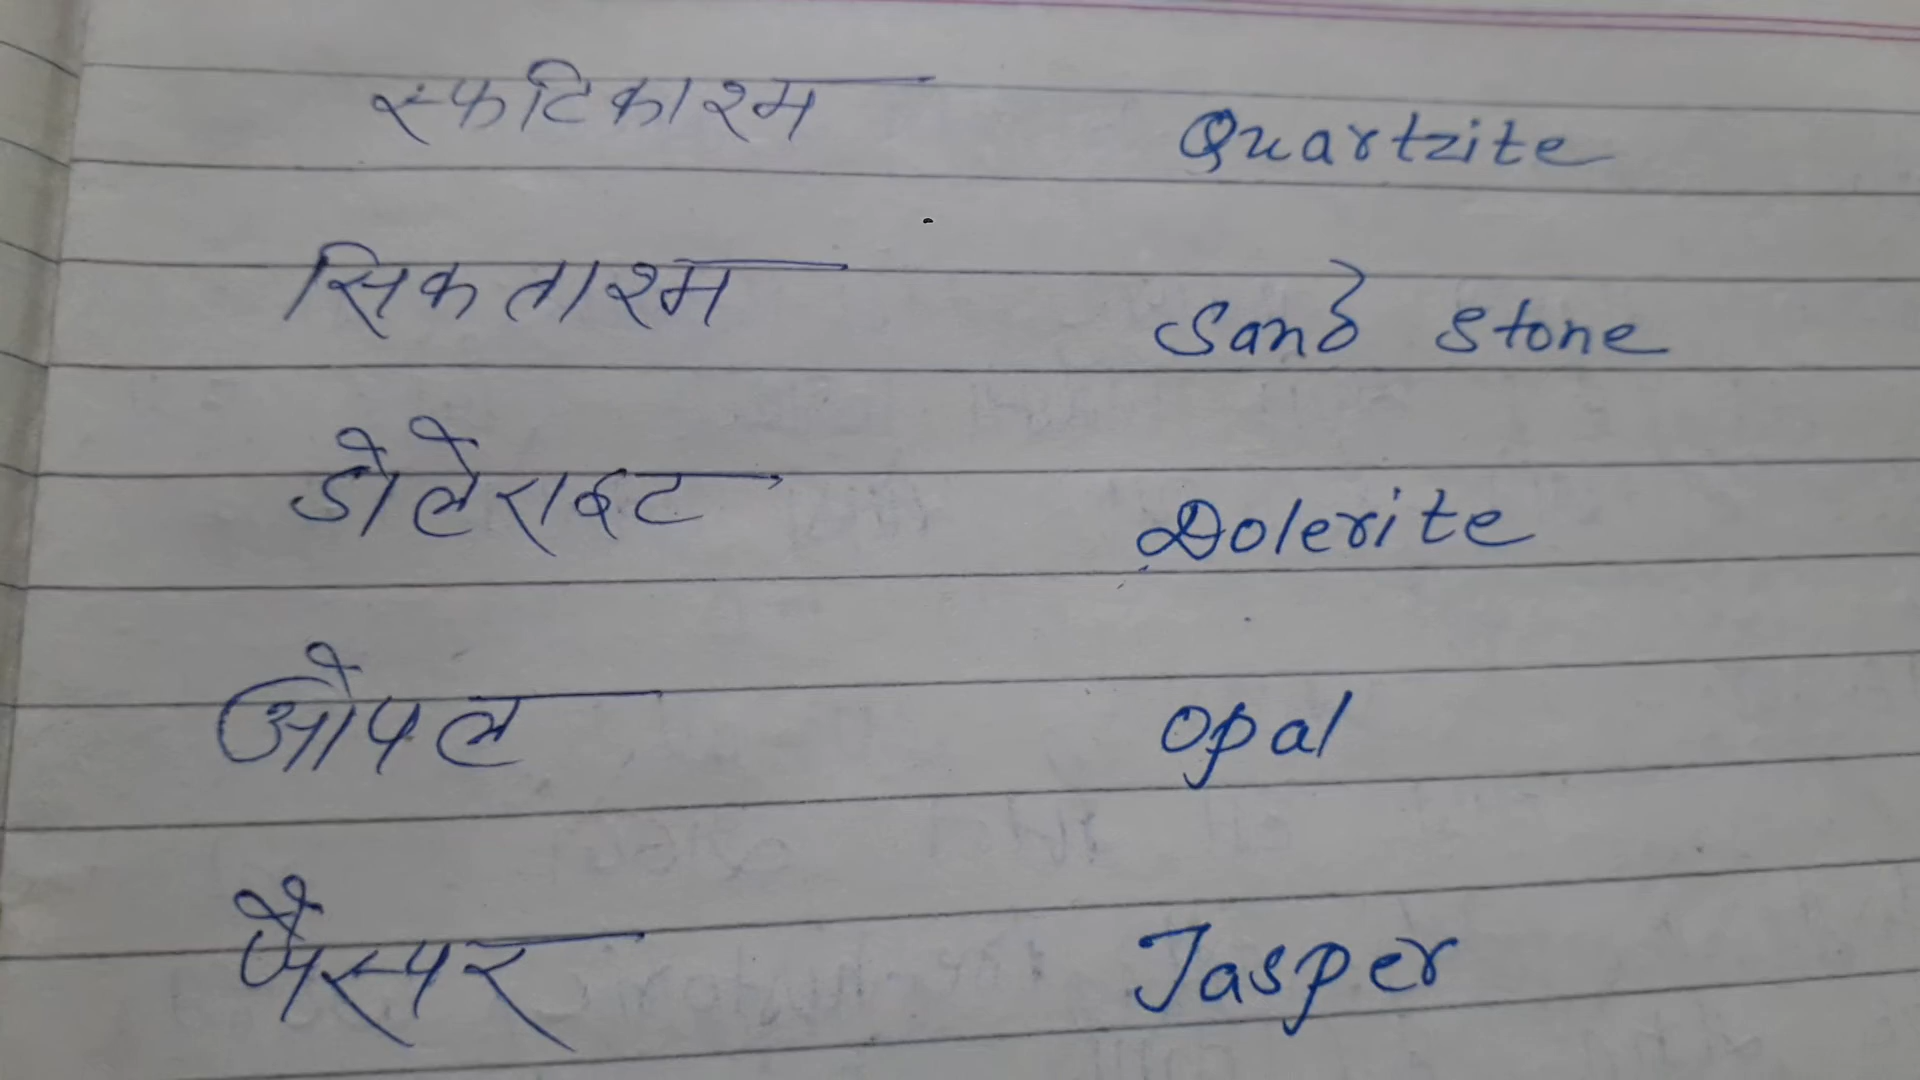 स्फटिकाश्म Quartzite
सिकताश्म Sand Stone
डोलेराइट Dolerite
ओपल Opal
जैस्पर Jasper